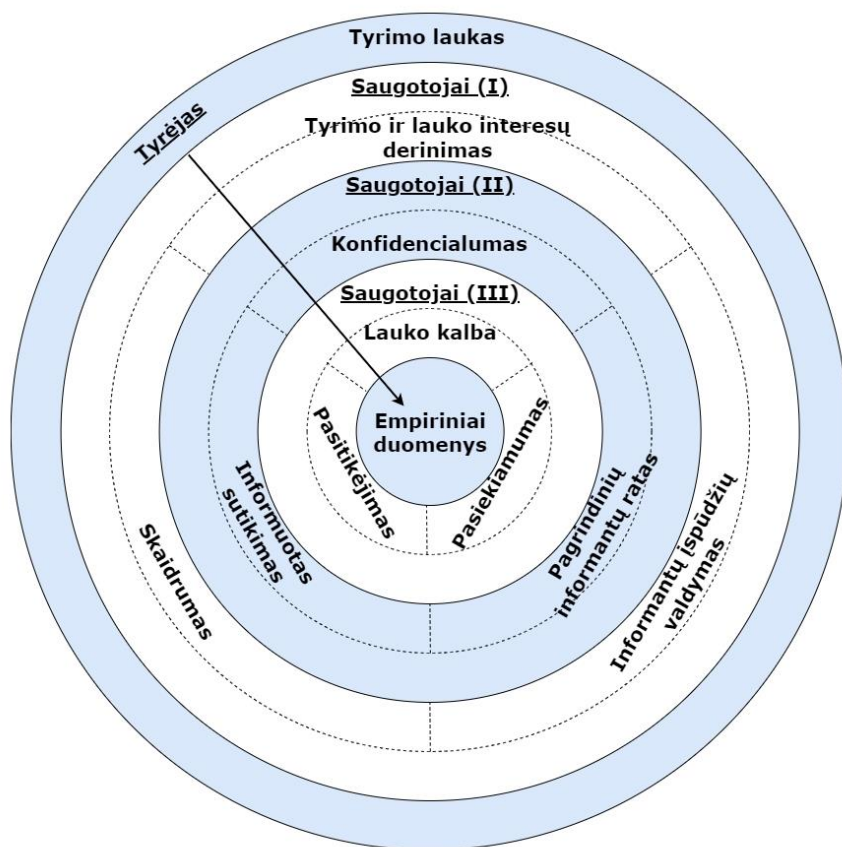 Tyrimo laukas
Saugotojai (I)
Tyrėjas
Tyrimo ir lauko interesų
derinimas
Saugotojai (II)
Konfidencialumas
Saugotojai (III)
Lauko kalba
Empiriniai
duomenys
Pasitikėjimas
Pasiekiamumas
Informuotas
sutikimas
Pagrindinių
informantų ratas
Skaidrumas
Informantų įspūdžių
valdymas